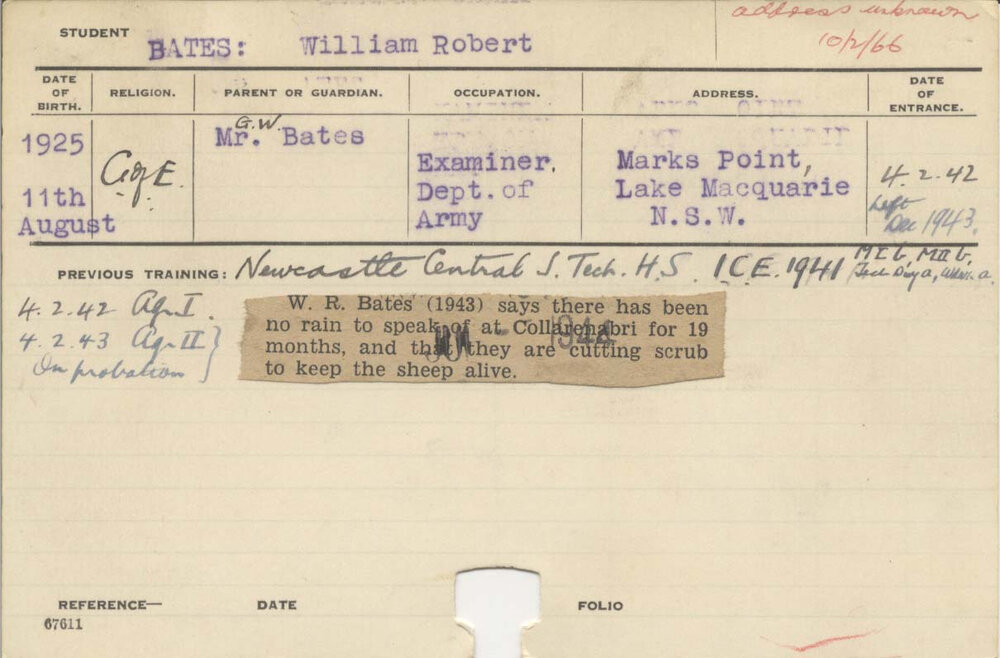 STUDENT BATES: William Robert
address unknown
10/2/66
DATE OF BIRTH. RELIGION. PARENT OR GUARDIAN. OCCUPATION. ADDRESS. DATE OF ENTRANCE.
1925
11th
August
C of E.
G.W.
Mr. Bates
Examiner.
Dept. of
Army
Marks Point,
Lake Macquarie
N.S.W.
4.2.42
Left
Dec 1943.
PREVIOUS TRAINING: Newcastle Central J. Tech. H.S. I.C.E. 1941
4.2.42 Agr I.
4.2.43 Agr II
On probation
W. R. Bates (1943) says there has been
no rain to speak of at Collarenabri for 19
months, and that they are cutting scrub
to keep the sheep alive.
JUN 1944
REFERENCE— DATE FOLIO
67611